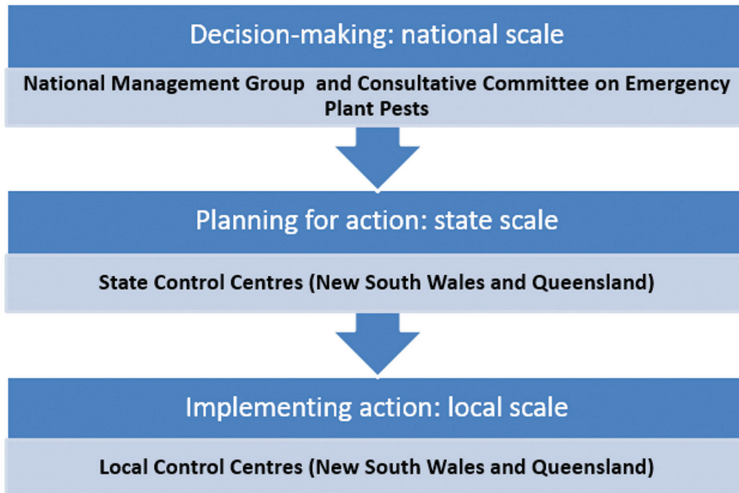 Decision-making: national scale
National Management Group and Consultative Committee on Emergency
Plant Pests
Planning for action: state scale
State Control Centres (New South Wales and Queensland)
Implementing action: local scale
Local Control Centres (New South Wales and Queensland)